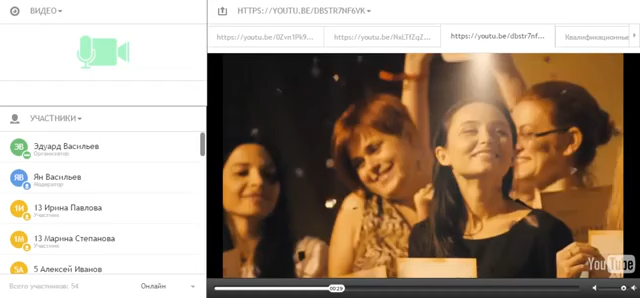 ВИДЕО
HTTPS://YOUTU.BE/DBSTR7NF6VK
https://youtu.be/0Zvn1Pk9...
https://youtu.be/NxLTfZqZ...
https://youtu.be/dbstr7nf...
Квалификационные
УЧАСТНИКИ
ЭВ
Эдуард Васильев
Организатор
ЯВ
Ян Васильев
Модератор
1И
13 Ирина Павлова
Участник
1М
13 Марина Степанова
Участник
5А
5 Алексей Иванов
Всего участников: 54
Онлайн
00:29
YouTube